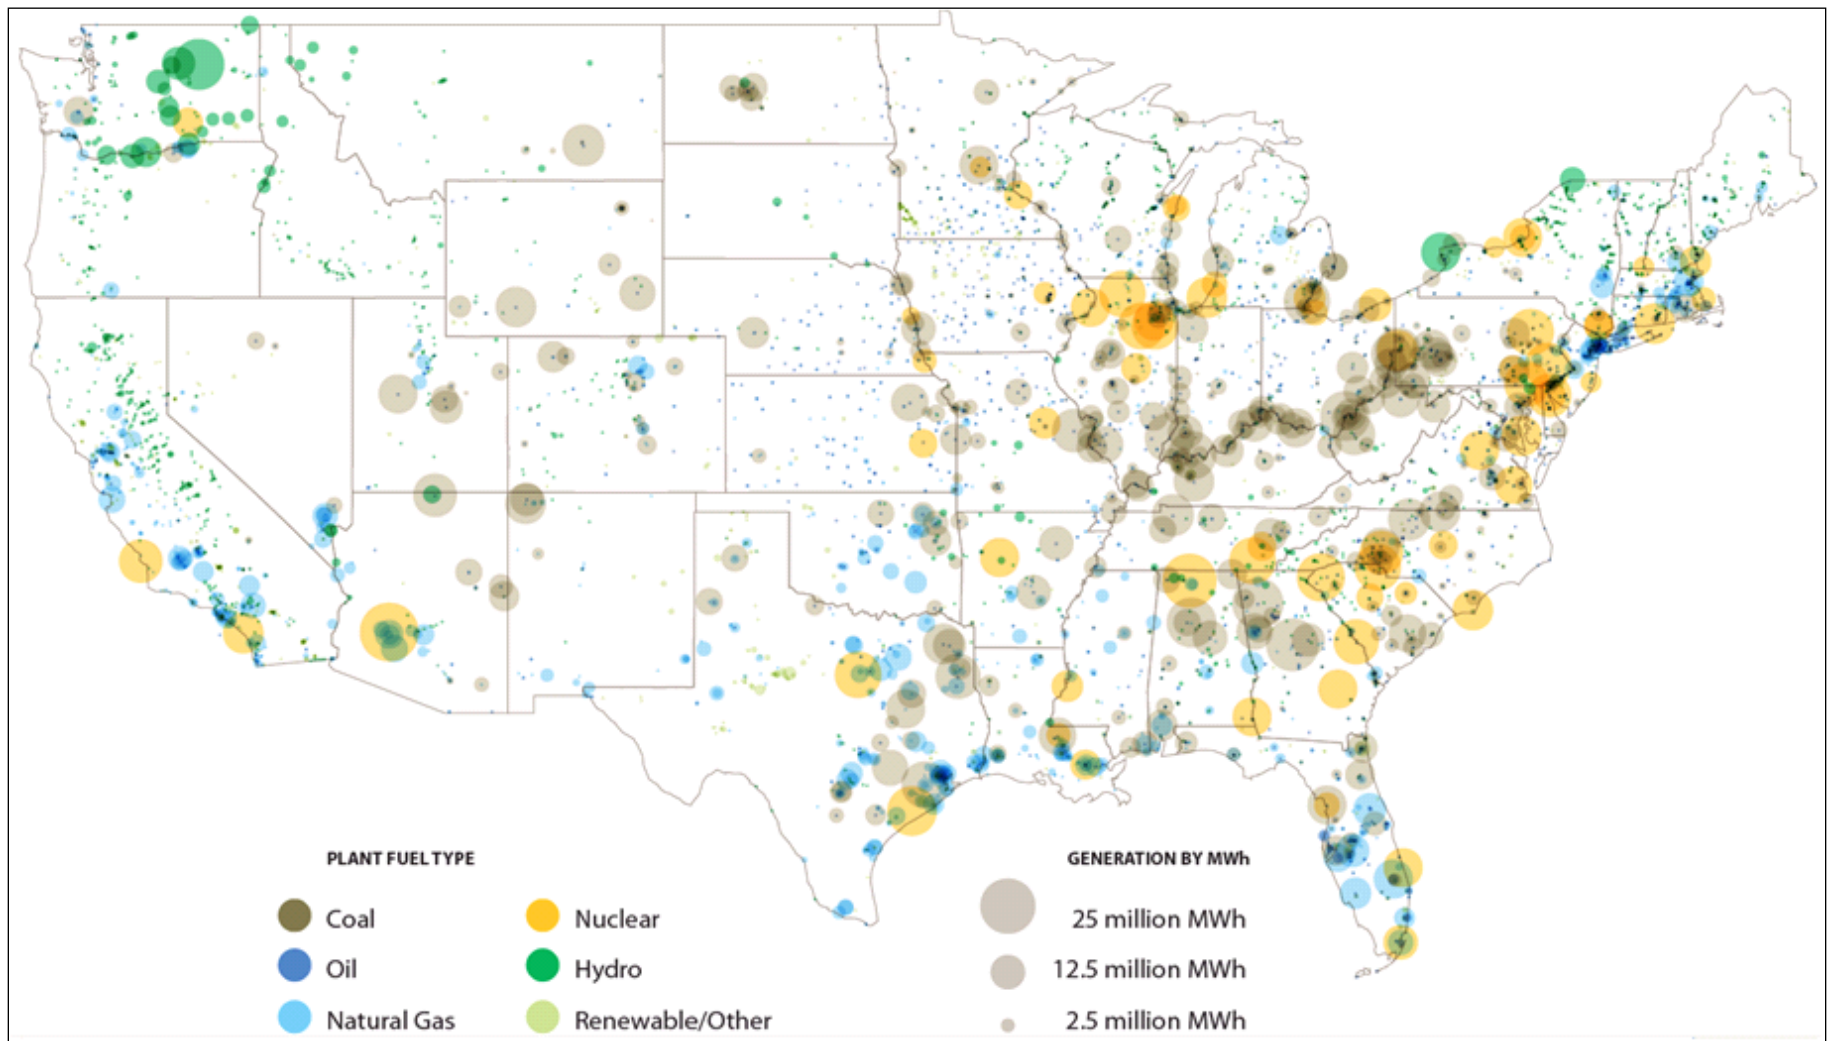 PLANT FUEL TYPE
Coal
Oil
Natural Gas
Nuclear
Hydro
Renewable/Other
GENERATION BY MWh
25 million MWh
12.5 million MWh
2.5 million MWh